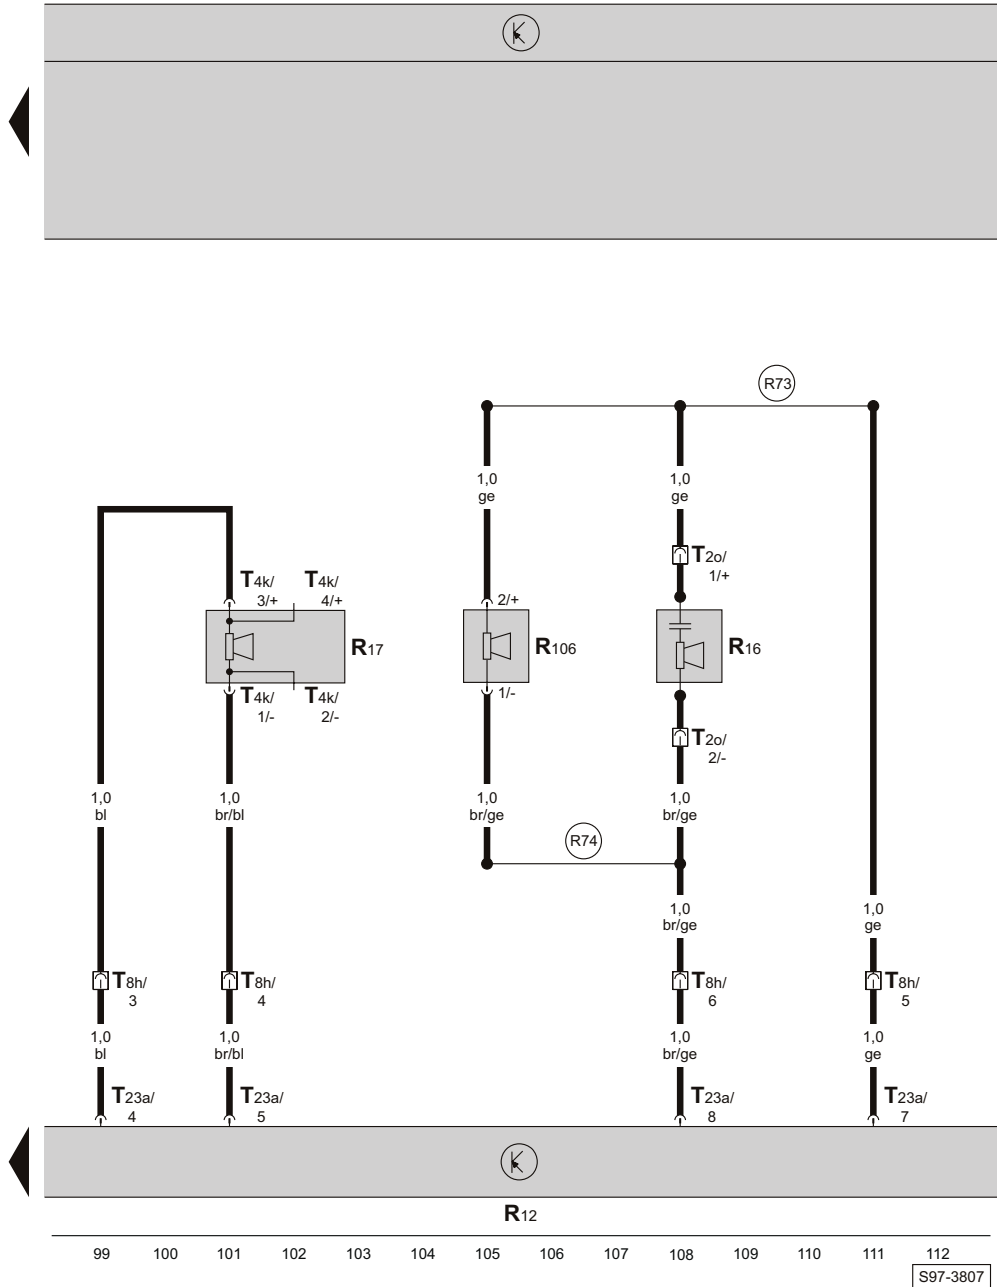 R73
1,0 1,0
ge ge
T2o/
1/+
T4k/ T4k/
3/+ 4/+
2/+
R17 R106 R16
T4k/ T4k/
1/- 2/-
1/-
T2o/
2/-
1,0 1,0 1,0 1,0
bl br/bl br/ge br/ge
R74
1,0 1,0
br/ge ge
T8h/ T8h/ T8h/ T8h/
3 4 6 5
1,0 1,0 1,0 1,0
bl br/bl br/ge ge
T23a/ T23a/ T23a/ T23a/
4 5 8 7
R12
99 100 101 102 103 104 105 106 107 108 109 110 111 112
S97-3807